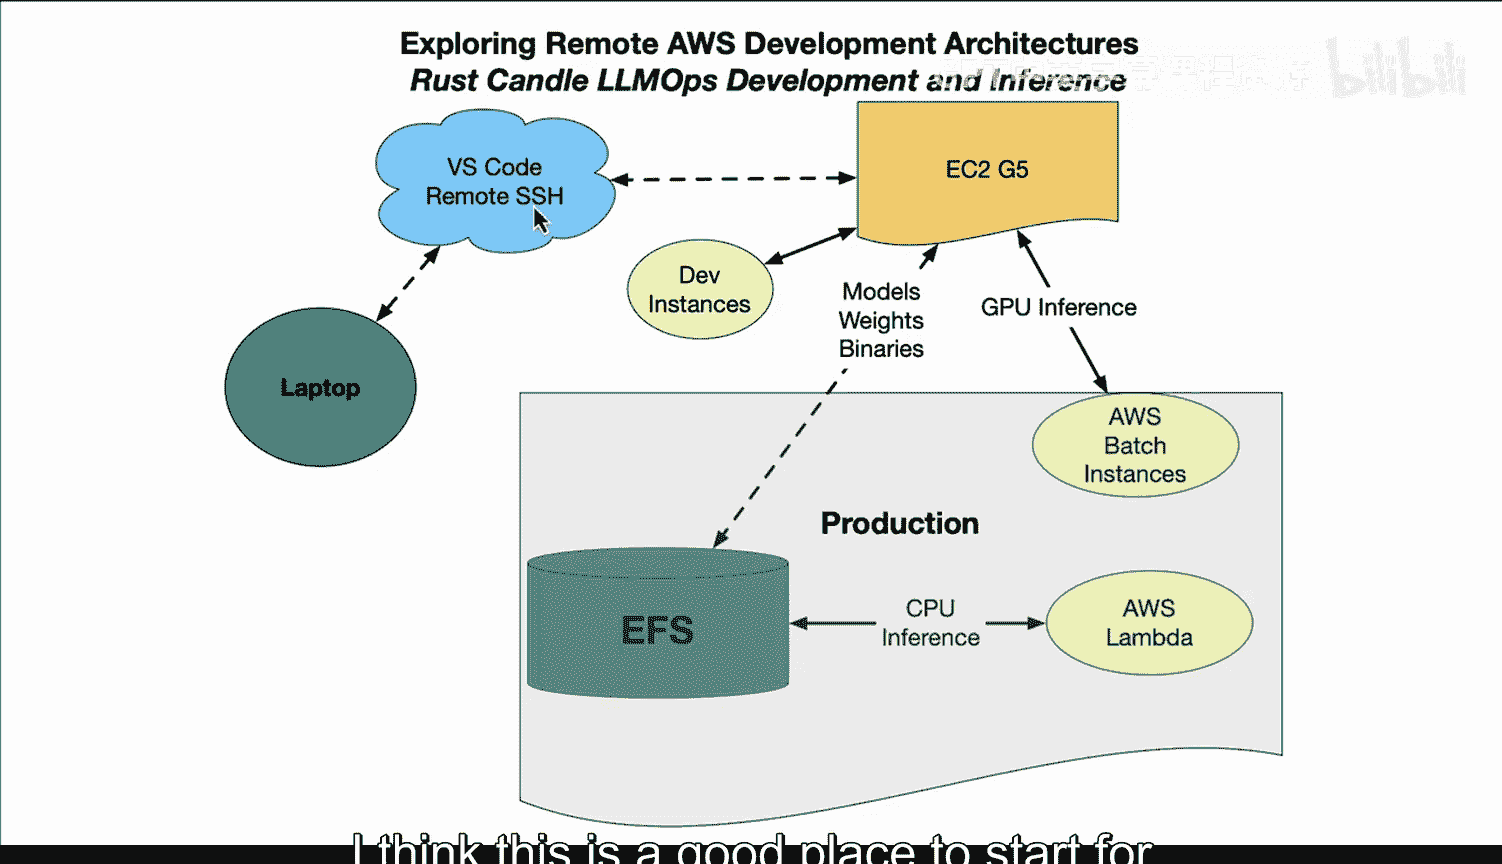 Exploring Remote AWS Development Architectures
Rust Candle LLMOps Development and Inference
bilibili
VS Code
Remote SSH
EC2 G5
Dev
Instances
Models
Weights
Binaries
GPU Inference
Laptop
AWS
Batch
Instances
Production
EFS
CPU
Inference
AWS
Lambda
I think this is a good place to start for